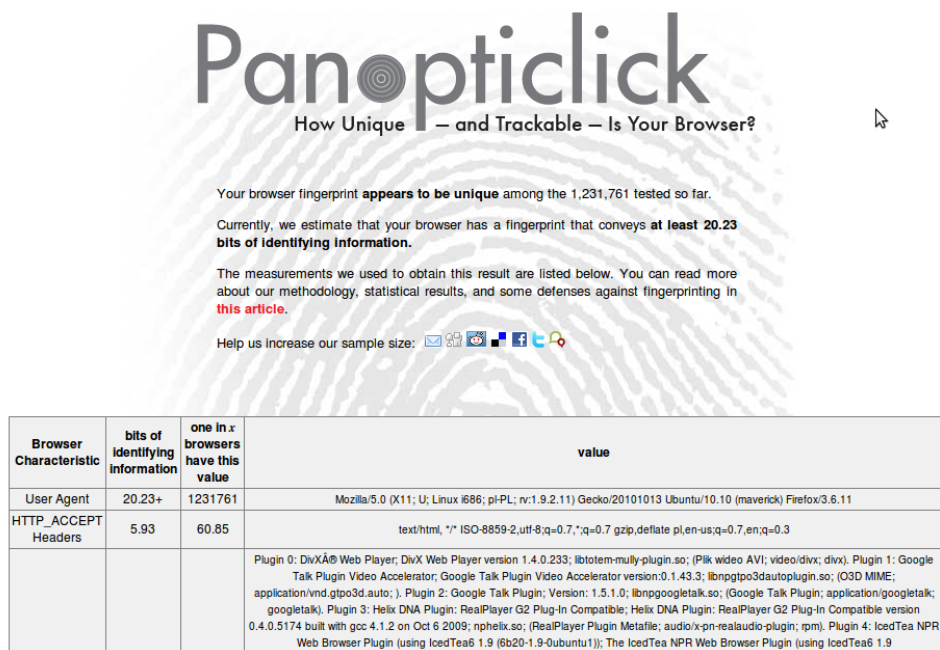 Panopticlick
How Unique — and Trackable — Is Your Browser?
Your browser fingerprint appears to be unique among the 1,231,761 tested so far.
Currently, we estimate that your browser has a fingerprint that conveys at least 20.23
bits of identifying information.
The measurements we used to obtain this result are listed below. You can read more
about our methodology, statistical results, and some defenses against fingerprinting in
this article.
Help us increase our sample size:
Browser
Characteristic
bits of
identifying
information
one in x
browsers
have this
value
value
User Agent 20.23+ 1231761 Mozilla/5.0 (X11; U; Linux i686; pl-PL; rv:1.9.2.11) Gecko/20101013 Ubuntu/10.10 (maverick) Firefox/3.6.11
HTTP_ACCEPT
Headers
5.93 60.85 text/html, */* ISO-8859-2,utf-8;q=0.7,*;q=0.7 gzip,deflate pl,en-us;q=0.7,en;q=0.3
Plugin 0: DivXÂ® Web Player; DivX Web Player version 1.4.0.233; libtotem-mully-plugin.so; (Plik wideo AVI; video/divx; divx). Plugin 1: Google
Talk Plugin Video Accelerator; Google Talk Plugin Video Accelerator version:0.1.43.3; libnpgtpo3dautoplugin.so; (O3D MIME;
application/vnd.gtpo3d.auto; ). Plugin 2: Google Talk Plugin; Version: 1.5.1.0; libnpgoogletalk.so; (Google Talk Plugin; application/googletalk;
googletalk). Plugin 3: Helix DNA Plugin: RealPlayer G2 Plug-In Compatible; Helix DNA Plugin: RealPlayer G2 Plug-In Compatible version
0.4.0.5174 built with gcc 4.1.2 on Oct 6 2009; nphelix.so; (RealPlayer Plugin Metafile; audio/x-pn-realaudio-plugin; rpm). Plugin 4: IcedTea NPR
Web Browser Plugin (using IcedTea6 1.9 (6b20-1.9-0ubuntu1)); The IcedTea NPR Web Browser Plugin (using IcedTea6 1.9